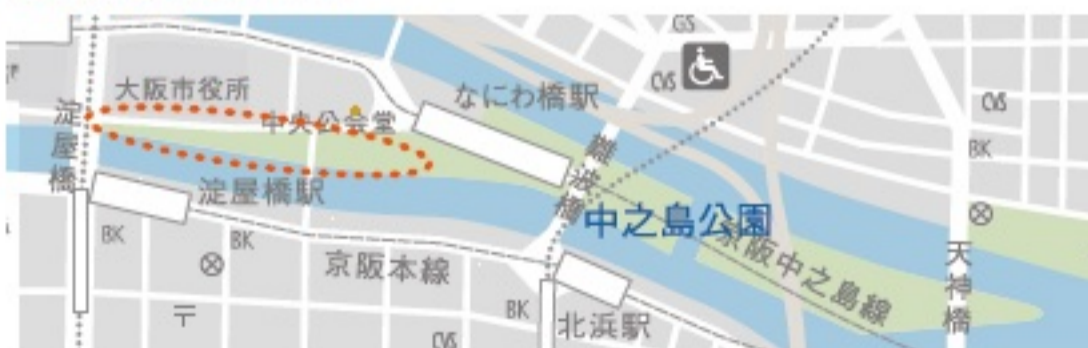 GS
CVS
大阪市役所
なにわ橋駅
CVS
中央公会堂
淀屋橋
BK
難波橋
淀屋橋駅
中之島公園
BK
BK
京阪本線
京阪中之島線
天神橋
〒
BK
北浜駅
CVS